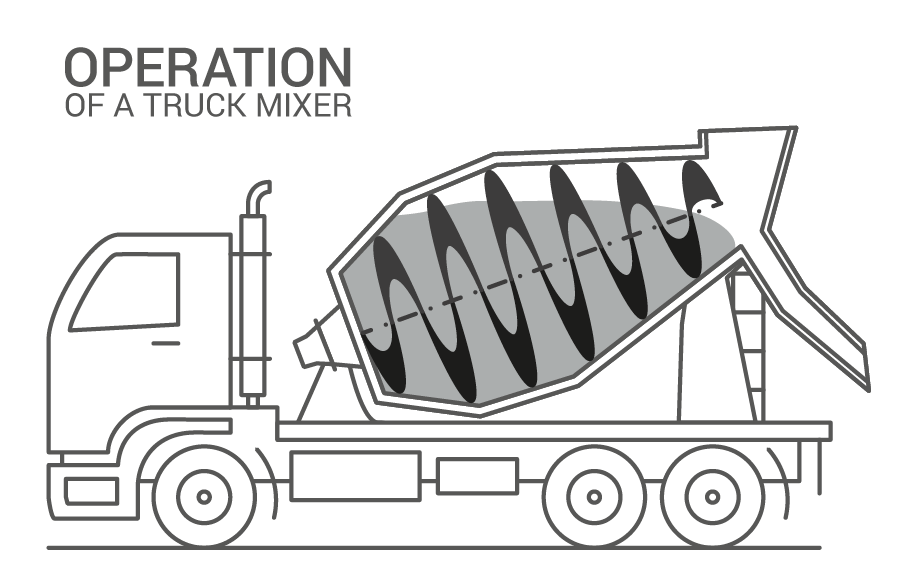 OPERATION
OF A TRUCK MIXER